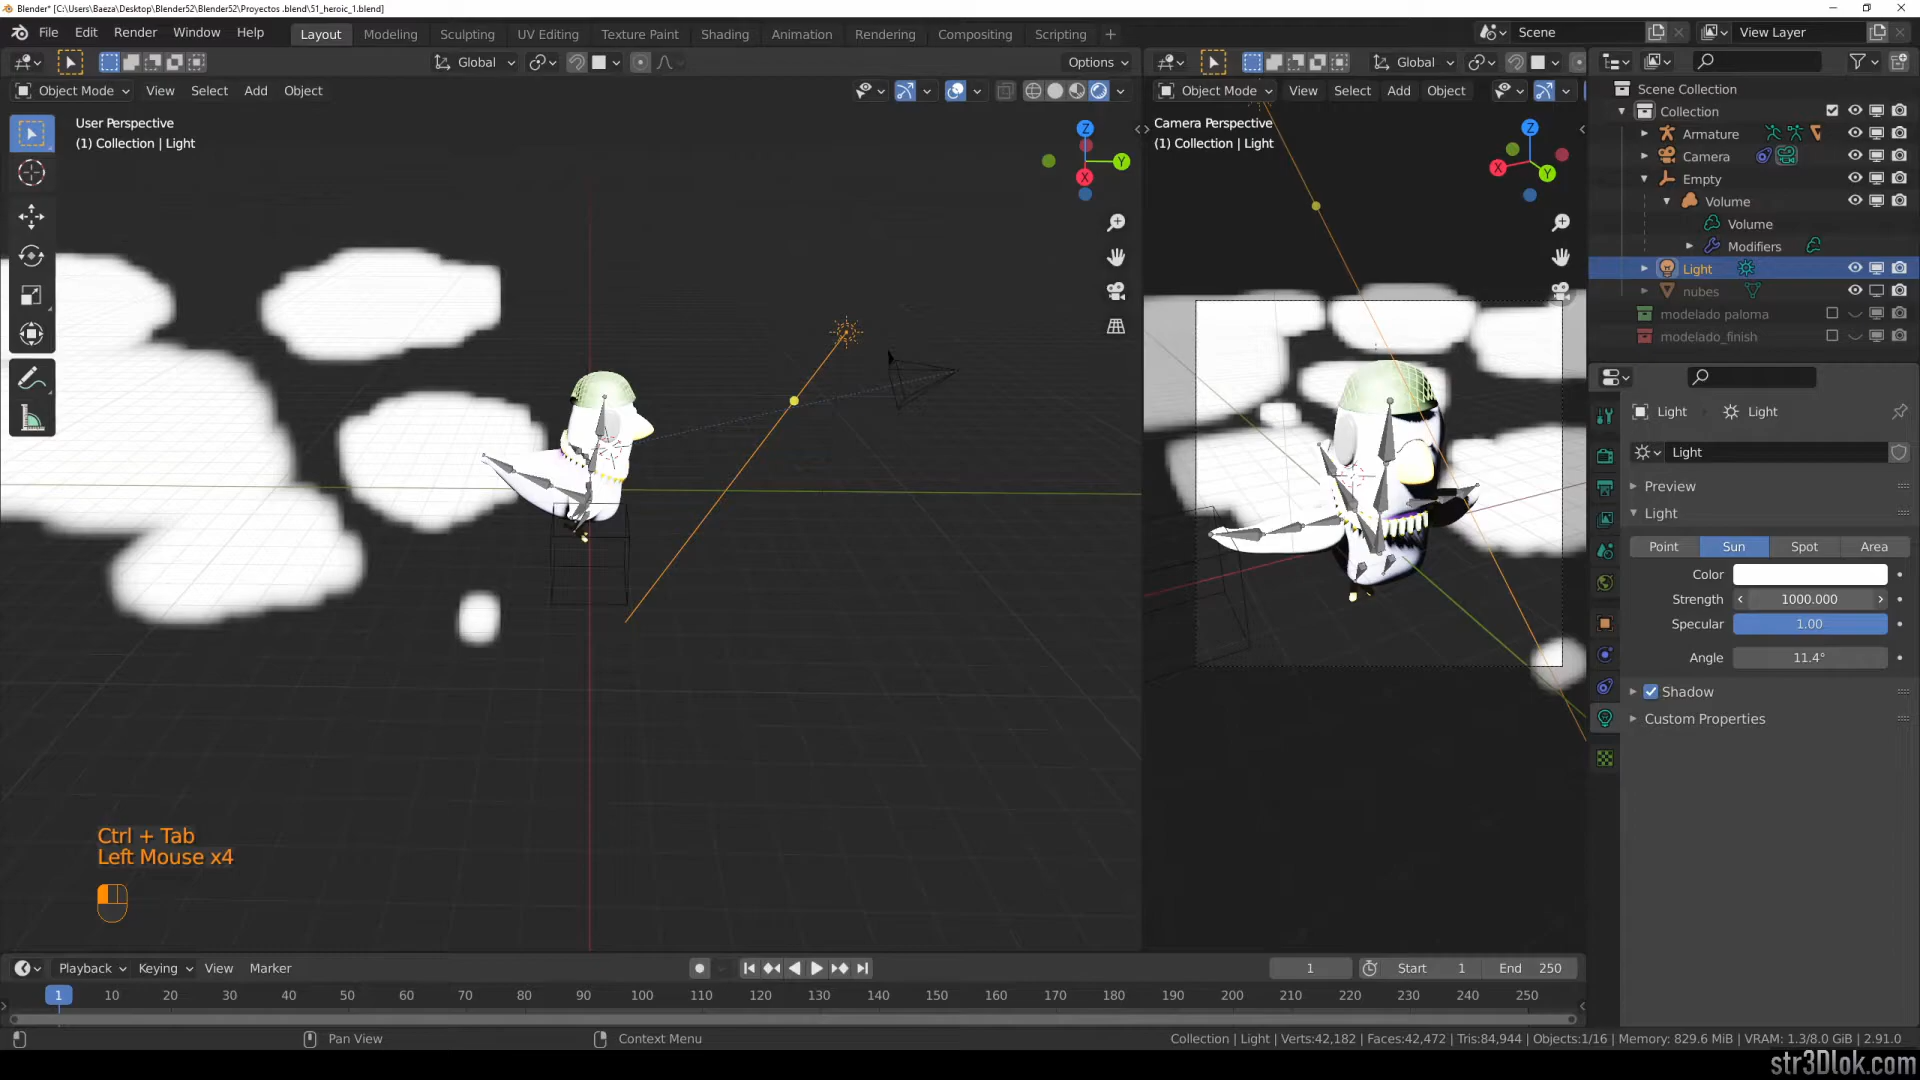 Blender* [C:\Users\Baeza\Desktop\Blender52\Blender52\Proyectos .blend\51_heroic_1.blend]
File Edit Render Window Help Layout Modeling Sculpting UV Editing Texture Paint Shading Animation Rendering Compositing Scripting + Scene View Layer
Global Options Global
Object Mode View Select Add Object Object Mode View Select Add Object
Scene Collection
Collection
Armature
Camera
Empty
Volume
Volume
Modifiers
Light
nubes
modelado paloma
modelado_finish
User Perspective
(1) Collection | Light
Z
Y
X
Camera Perspective
(1) Collection | Light
Z
X
Y
Light Light
Light
Preview
Light
Point Sun Spot Area
Color
Strength 1000.000
Specular 1.00
Angle 11.4°
Shadow
Custom Properties
Ctrl + Tab
Left Mouse x4
Playback Keying View Marker 1 Start 1 End 250
1 10 20 30 40 50 60 70 80 90 100 110 120 130 140 150 160 170 180 190 200 210 220 230 240 250
Pan View Context Menu Collection | Light | Verts:42,182 | Faces:42,472 | Tris:84,944 | Objects:1/16 | Memory: 829.6 MiB | VRAM: 1.3/8.0 GiB | 2.91.0
str3Dlok.com